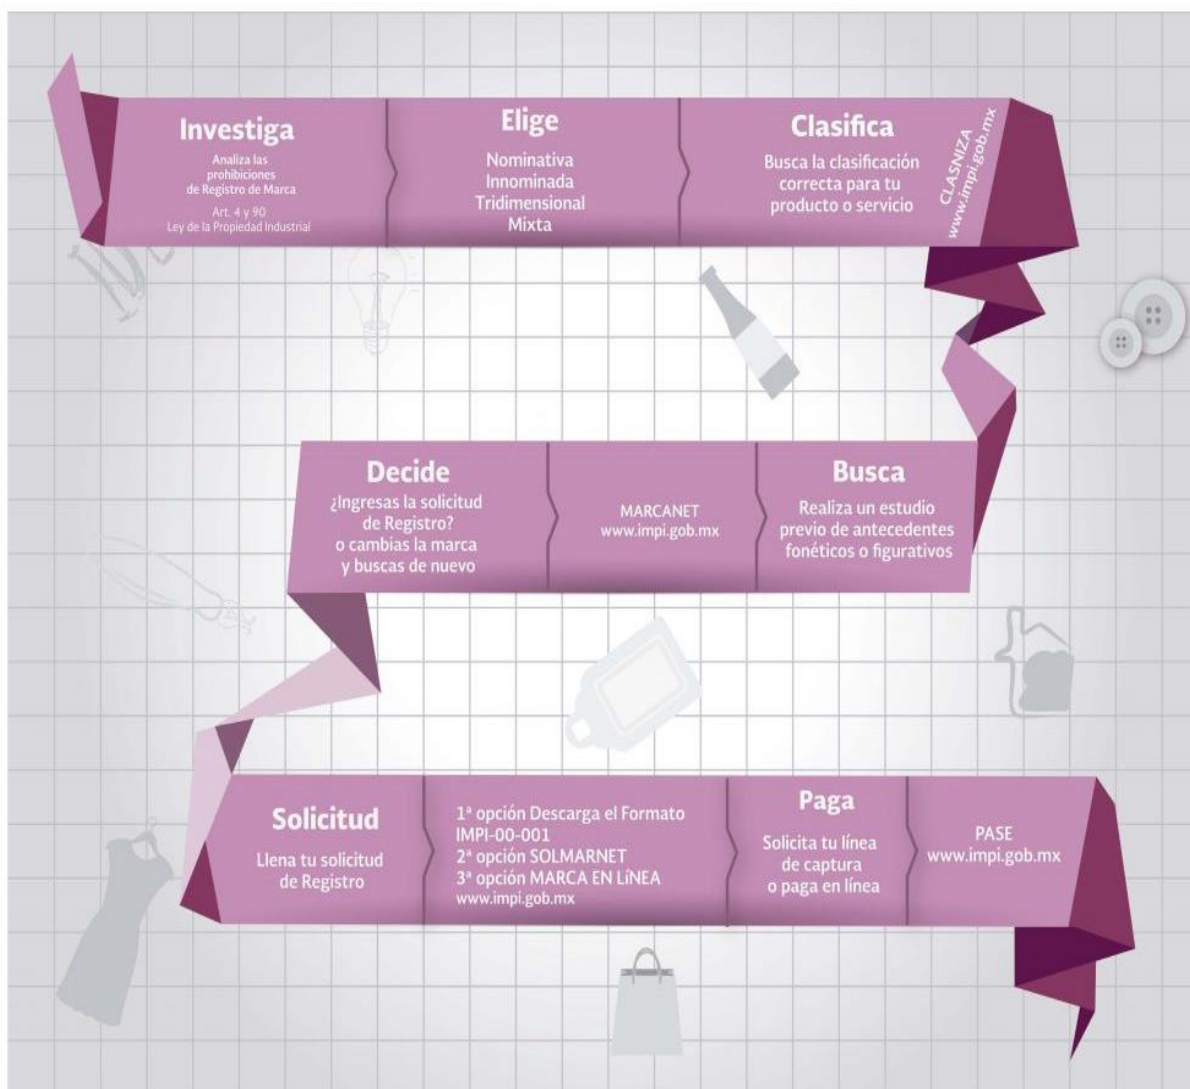 Investiga
Analiza las
prohibiciones
de Registro de Marca
Art. 4 y 90
Ley de la Propiedad Industrial
Elige
Nominativa
Innominada
Tridimensional
Mixta
Clasifica
Busca la clasificación
correcta para tu
producto o servicio
CLASNIZA
www.impi.gob.mx
Busca
Realiza un estudio
previo de antecedentes
fonéticos o figurativos
MARCANET
www.impi.gob.mx
Decide
¿Ingresas la solicitud
de Registro?
o cambias la marca
y buscas de nuevo
Solicitud
Llena tu solicitud
de Registro
1ª opción Descarga el Formato
IMPI-00-001
2ª opción SOLMARNET
3ª opción MARCA EN LíNEA
www.impi.gob.mx
Paga
Solicita tu línea
de captura
o paga en línea
PASE
www.impi.gob.mx